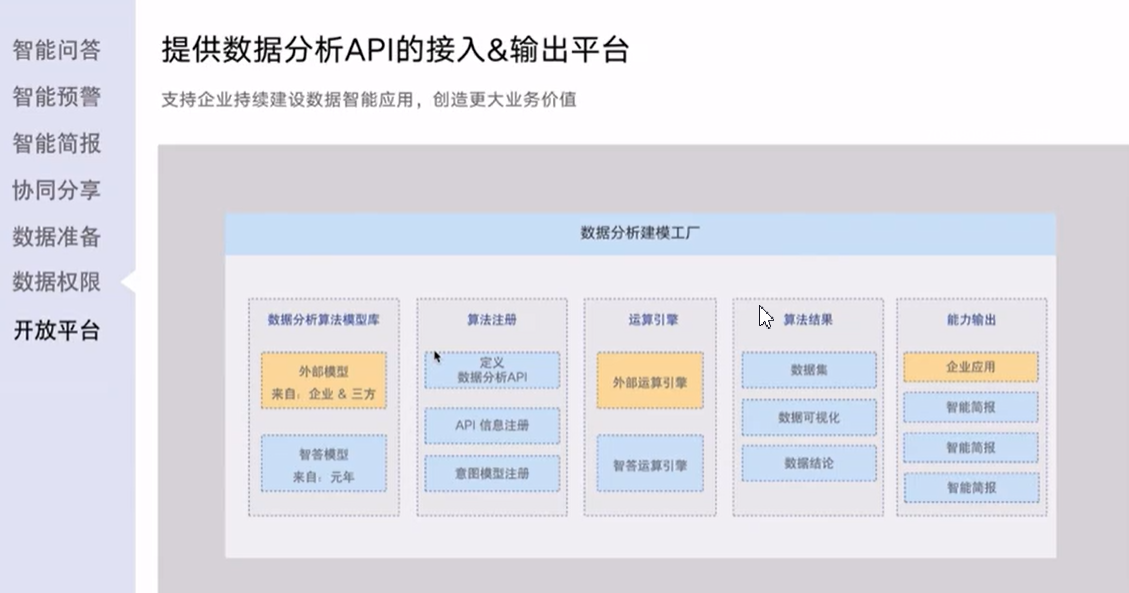 智能问答
智能预警
智能简报
协同分享
数据准备
数据权限
开放平台
提供数据分析API的接入&输出平台
支持企业持续建设数据智能应用，创造更大业务价值
数据分析建模工厂
数据分析算法模型库
外部模型
来自：企业 & 三方
智答模型
来自：元年
算法注册
定义
数据分析API
API 信息注册
意图模型注册
运算引擎
外部运算引擎
智答运算引擎
算法结果
数据集
数据可视化
数据结论
能力输出
企业应用
智能简报
智能简报
智能简报